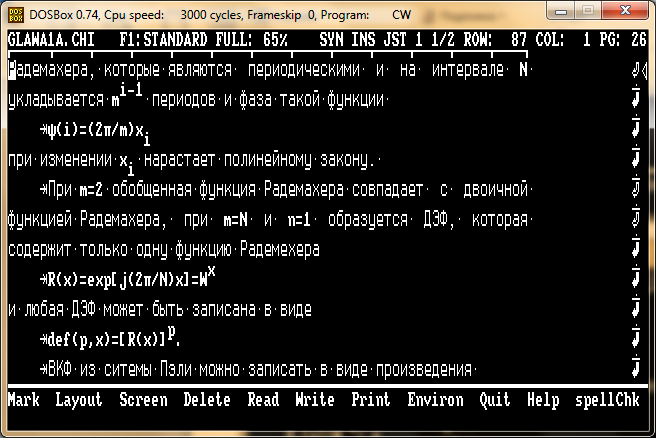 DOS BOX DOSBox 0.74, Cpu speed: 3000 cycles, Frameskip 0, Program: CW
GLAWA1A.CHI F1:STANDARD FULL: 65% SYN INS JST 1 1/2 ROW: 87 COL: 1 PG: 26
Радемахера, которые являются периодическими и на интервале N
укладывается m^{i-1} периодов и фаза такой функции
ψ(i)=(2π/m)x_i
при изменении x_i нарастает полинейному закону.
При m=2 обобщенная функция Радемахера совпадает с двоичной
функцией Радемахера, при m=N и n=1 образуется ДЭФ, которая
содержит только одну функцию Радемехера
R(x)=exp[j(2π/N)x]=W^x
и любая ДЭФ может быть записана в виде
def(p,x)=[R(x)]^p.
ВКФ из ситемы Пэли можно записать в виде произведения
Mark Layout Screen Delete Read Write Print Environ Quit Help spellChk